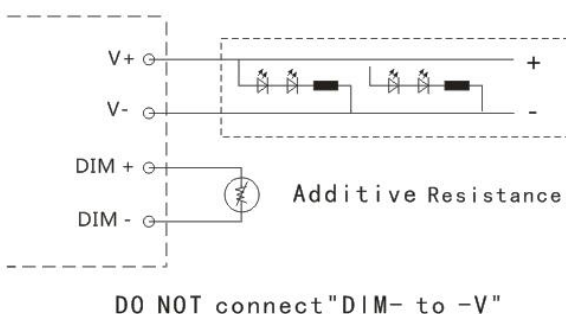 V+
+
V-
-
DIM +
Additive Resistance
DIM -
DO NOT connect"DIM- to -V"